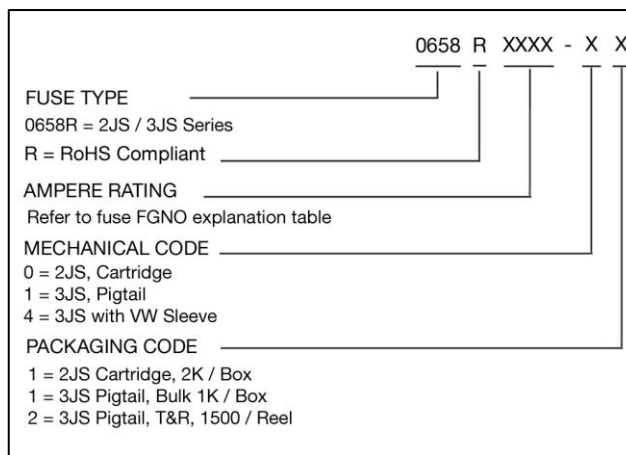 0658 R XXXX - X X
FUSE TYPE
0658R = 2JS / 3JS Series
R = RoHS Compliant
AMPERE RATING
Refer to fuse FGNO explanation table
MECHANICAL CODE
0 = 2JS, Cartridge
1 = 3JS, Pigtail
4 = 3JS with VW Sleeve
PACKAGING CODE
1 = 2JS Cartridge, 2K / Box
1 = 3JS Pigtail, Bulk 1K / Box
2 = 3JS Pigtail, T&R, 1500 / Reel